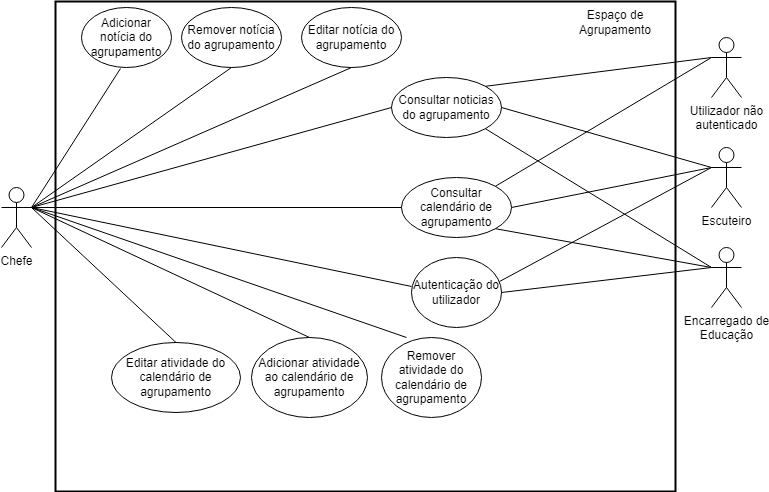 Adicionar
notícia do
agrupamento
Remover notícia
do agrupamento
Editar notícia do
agrupamento
Espaço de
Agrupamento
Consultar noticias
do agrupamento
Utilizador não
autenticado
Consultar
calendário de
agrupamento
Escuteiro
Chefe
Autenticação do
utilizador
Encarregado de
Educação
Editar atividade do
calendário de
agrupamento
Adicionar atividade
ao calendário de
agrupamento
Remover
atividade do
calendário de
agrupamento